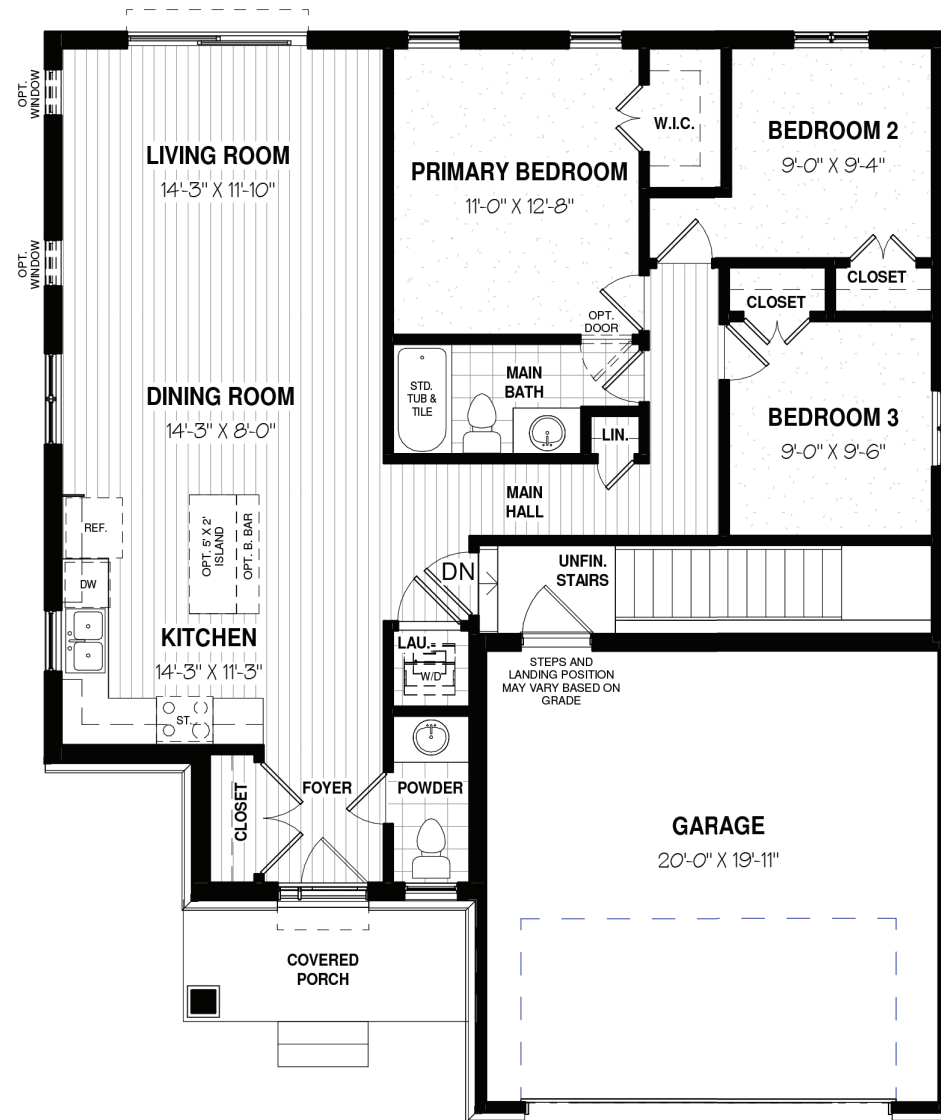 OPT.
WINDOW
LIVING ROOM
14'-3" X 11'-10"
PRIMARY BEDROOM
11'-0" X 12'-8"
W.I.C.
BEDROOM 2
9'-0" X 9'-4"
OPT.
WINDOW
CLOSET
CLOSET
OPT.
DOOR
DINING ROOM
14'-3" X 8'-0"
STD.
TUB &
TILE
MAIN
BATH
LIN.
BEDROOM 3
9'-0" X 9'-6"
MAIN
HALL
REF.
DW
OPT. 5' X 2'
ISLAND
OPT. B. BAR
DN
UNFIN.
STAIRS
KITCHEN
14'-3" X 11'-3"
LAU.
W/D
STEPS AND
LANDING POSITION
MAY VARY BASED ON
GRADE
ST.
CLOSET
FOYER
POWDER
GARAGE
20'-0" X 19'-11"
COVERED
PORCH